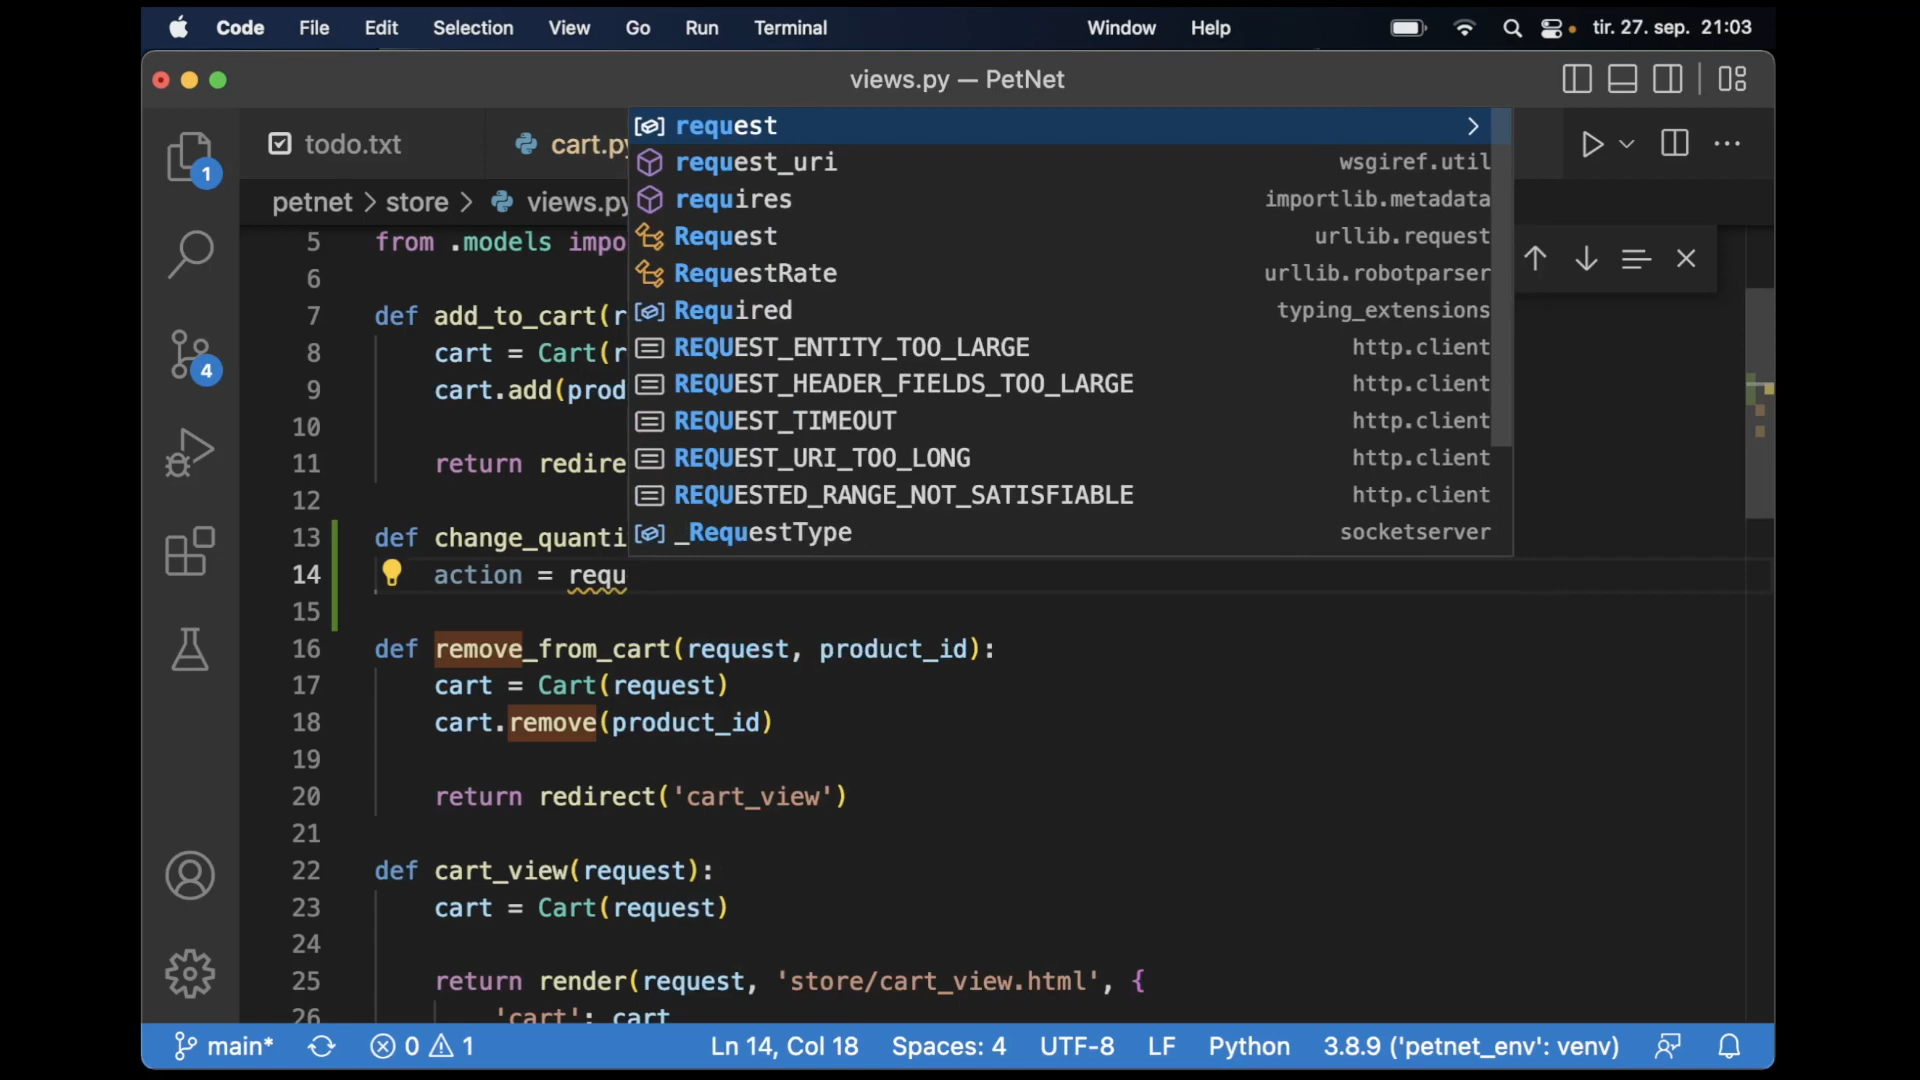 Code File Edit Selection View Go Run Terminal Window Help tir. 27. sep. 21:03
views.py — PetNet
todo.txt cart.py
petnet > store > views.py
1
4
request
request_uri wsgiref.util
requires importlib.metadata
Request urllib.request
RequestRate urllib.robotparser
Required typing_extensions
REQUEST_ENTITY_TOO_LARGE http.client
REQUEST_HEADER_FIELDS_TOO_LARGE http.client
REQUEST_TIMEOUT http.client
REQUEST_URI_TOO_LONG http.client
REQUESTED_RANGE_NOT_SATISFIABLE http.client
_RequestType socketserver
5 from .models impo
6
7 def add_to_cart(r
8 cart = Cart(r
9 cart.add(prod
10
11 return redire
12
13 def change_quanti
14 action = requ
15
16 def remove_from_cart(request, product_id):
17 cart = Cart(request)
18 cart.remove(product_id)
19
20 return redirect('cart_view')
21
22 def cart_view(request):
23 cart = Cart(request)
24
25 return render(request, 'store/cart_view.html', {
26 'cart': cart
main* 0 1 Ln 14, Col 18 Spaces: 4 UTF-8 LF Python 3.8.9 ('petnet_env': venv)